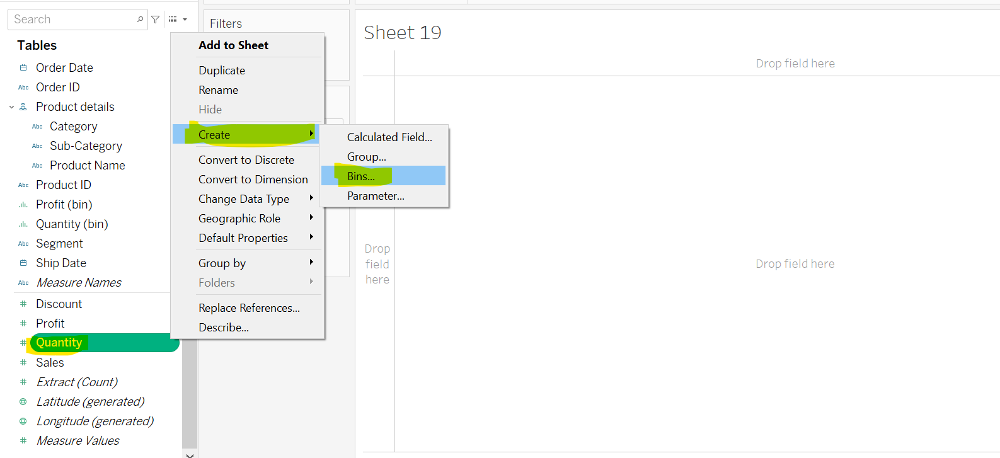 Search
Tables
Order Date
Abc Order ID
Product details
Abc Category
Abc Sub-Category
Abc Product Name
Abc Product ID
Profit (bin)
Quantity (bin)
Abc Segment
Ship Date
Abc Measure Names
# Discount
# Profit
# Quantity
# Sales
# Extract (Count)
Latitude (generated)
Longitude (generated)
# Measure Values
Filters
Add to Sheet
Duplicate
Rename
Hide
Create
Convert to Discrete
Convert to Dimension
Change Data Type
Geographic Role
Default Properties
Group by
Folders
Replace References...
Describe...
Calculated Field...
Group...
Bins...
Parameter...
Sheet 19
Drop field here
Drop
field
here
Drop field here